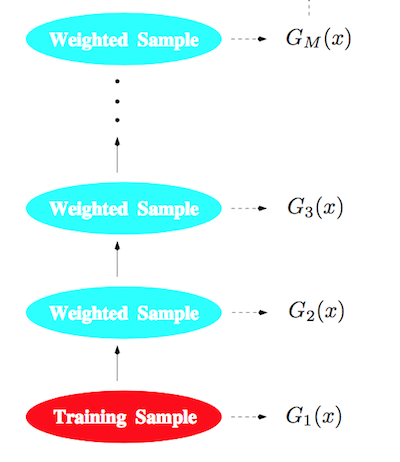 Weighted Sample G_M(x)
Weighted Sample G_3(x)
Weighted Sample G_2(x)
Training Sample G_1(x)